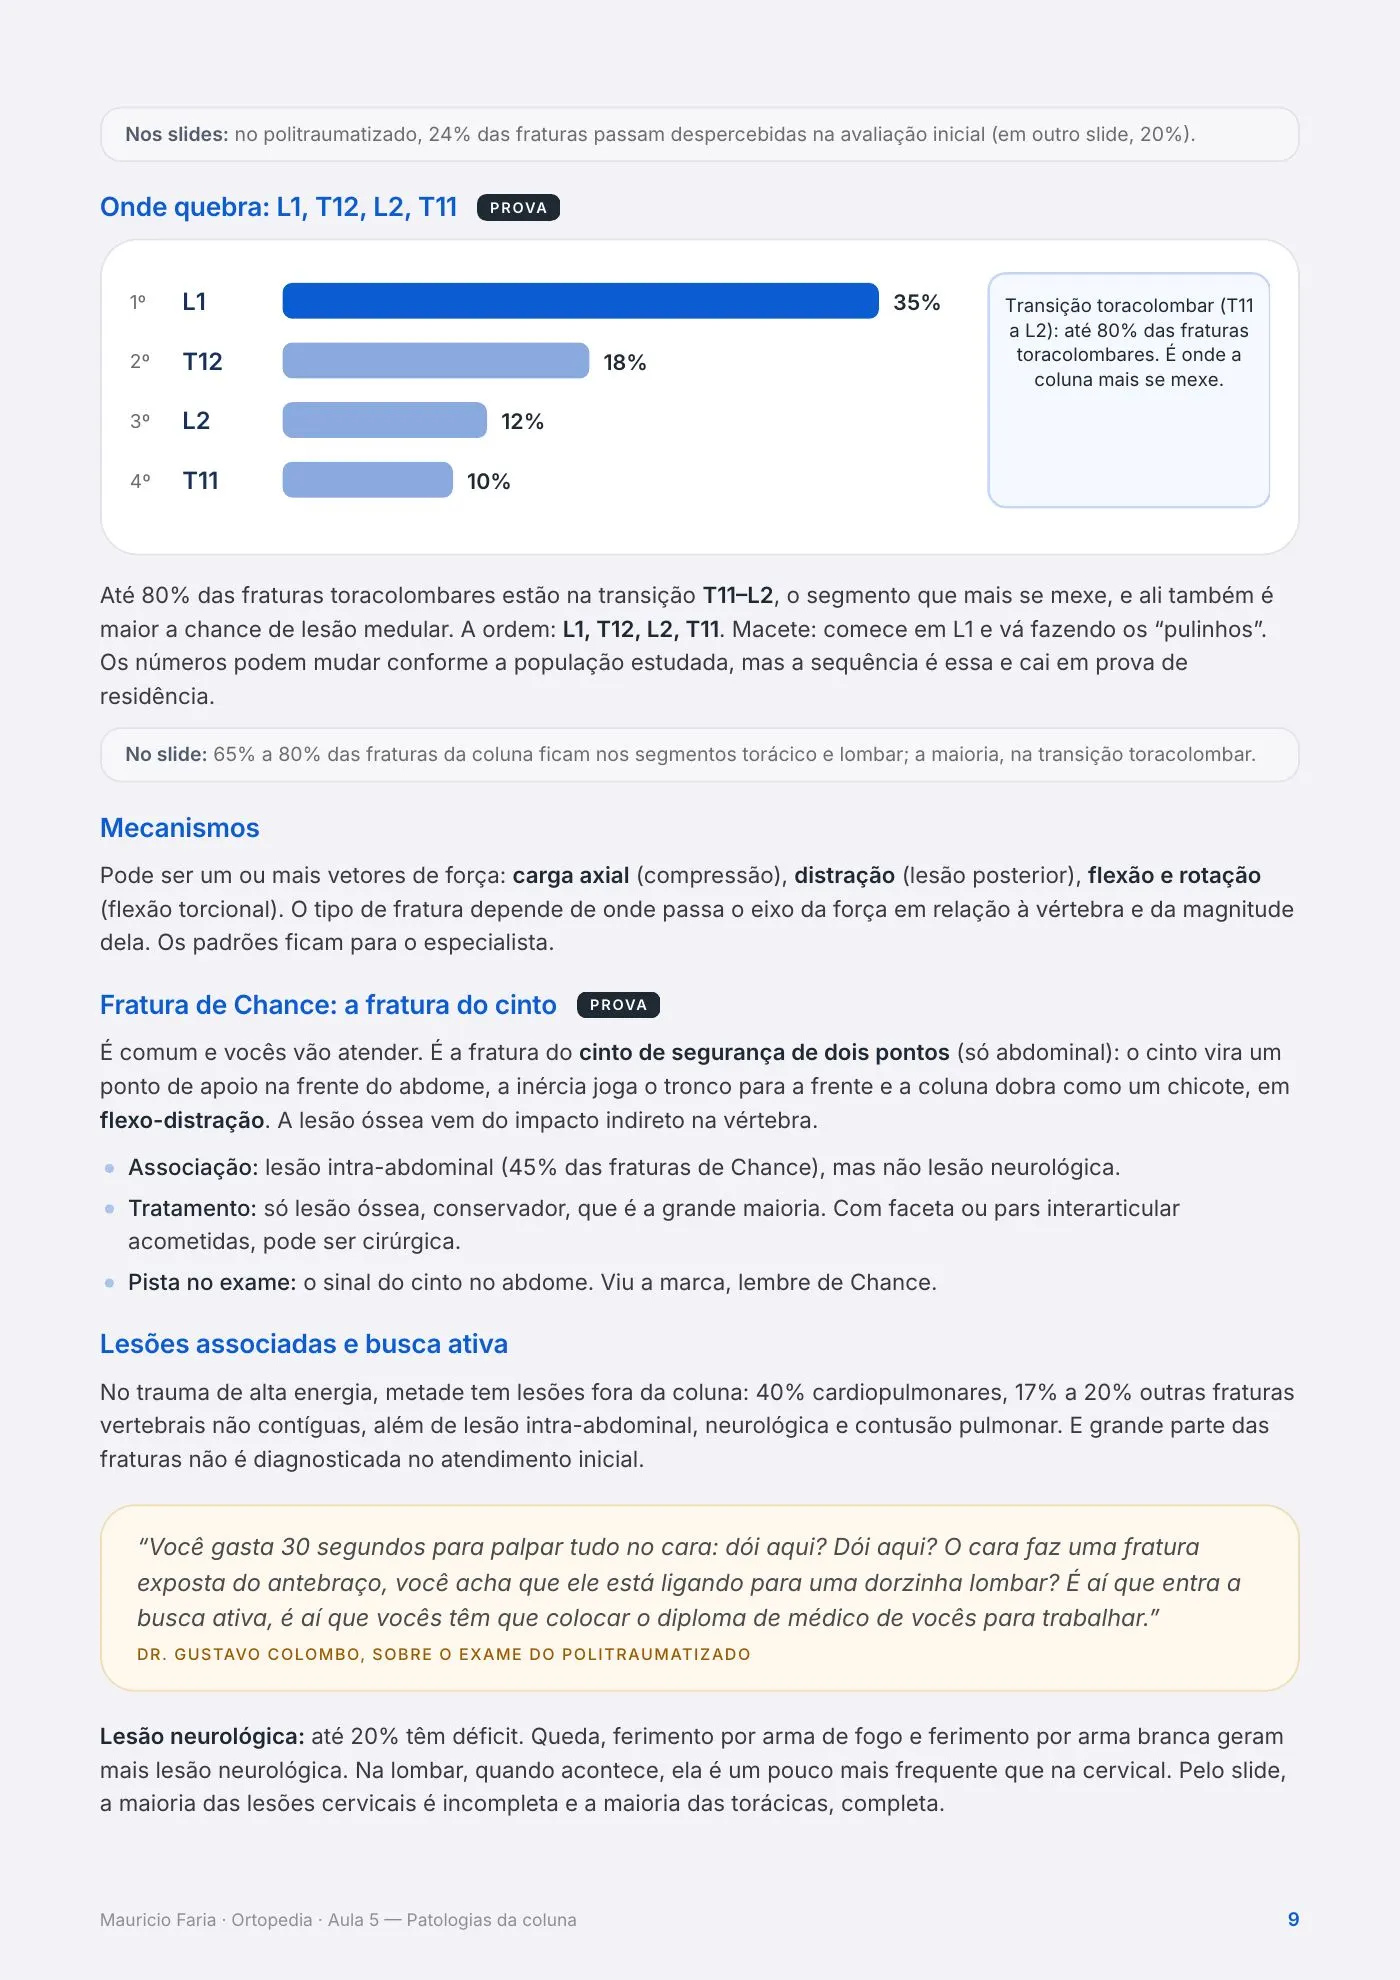 Nos slides: no politraumatizado, 24% das fraturas passam despercebidas na avaliação inicial (em outro slide, 20%).
Onde quebra: L1, T12, L2, T11 PROVA
1º L1 35%
2º T12 18%
3º L2 12%
4º T11 10%
Transição toracolombar (T11
a L2): até 80% das fraturas
toracolombares. É onde a
coluna mais se mexe.
Até 80% das fraturas toracolombares estão na transição T11–L2, o segmento que mais se mexe, e ali também é
maior a chance de lesão medular. A ordem: L1, T12, L2, T11. Macete: comece em L1 e vá fazendo os “pulinhos”.
Os números podem mudar conforme a população estudada, mas a sequência é essa e cai em prova de
residência.
No slide: 65% a 80% das fraturas da coluna ficam nos segmentos torácico e lombar; a maioria, na transição toracolombar.
Mecanismos
Pode ser um ou mais vetores de força: carga axial (compressão), distração (lesão posterior), flexão e rotação
(flexão torcional). O tipo de fratura depende de onde passa o eixo da força em relação à vértebra e da magnitude
dela. Os padrões ficam para o especialista.
Fratura de Chance: a fratura do cinto PROVA
É comum e vocês vão atender. É a fratura do cinto de segurança de dois pontos (só abdominal): o cinto vira um
ponto de apoio na frente do abdome, a inércia joga o tronco para a frente e a coluna dobra como um chicote, em
flexo-distração. A lesão óssea vem do impacto indireto na vértebra.
• Associação: lesão intra-abdominal (45% das fraturas de Chance), mas não lesão neurológica.
• Tratamento: só lesão óssea, conservador, que é a grande maioria. Com faceta ou pars interarticular
acometidas, pode ser cirúrgica.
• Pista no exame: o sinal do cinto no abdome. Viu a marca, lembre de Chance.
Lesões associadas e busca ativa
No trauma de alta energia, metade tem lesões fora da coluna: 40% cardiopulmonares, 17% a 20% outras fraturas
vertebrais não contíguas, além de lesão intra-abdominal, neurológica e contusão pulmonar. E grande parte das
fraturas não é diagnosticada no atendimento inicial.
“Você gasta 30 segundos para palpar tudo no cara: dói aqui? Dói aqui? O cara faz uma fratura
exposta do antebraço, você acha que ele está ligando para uma dorzinha lombar? É aí que entra a
busca ativa, é aí que vocês têm que colocar o diploma de médico de vocês para trabalhar.”
DR. GUSTAVO COLOMBO, SOBRE O EXAME DO POLITRAUMATIZADO
Lesão neurológica: até 20% têm déficit. Queda, ferimento por arma de fogo e ferimento por arma branca geram
mais lesão neurológica. Na lombar, quando acontece, ela é um pouco mais frequente que na cervical. Pelo slide,
a maioria das lesões cervicais é incompleta e a maioria das torácicas, completa.
Mauricio Faria · Ortopedia · Aula 5 — Patologias da coluna 9